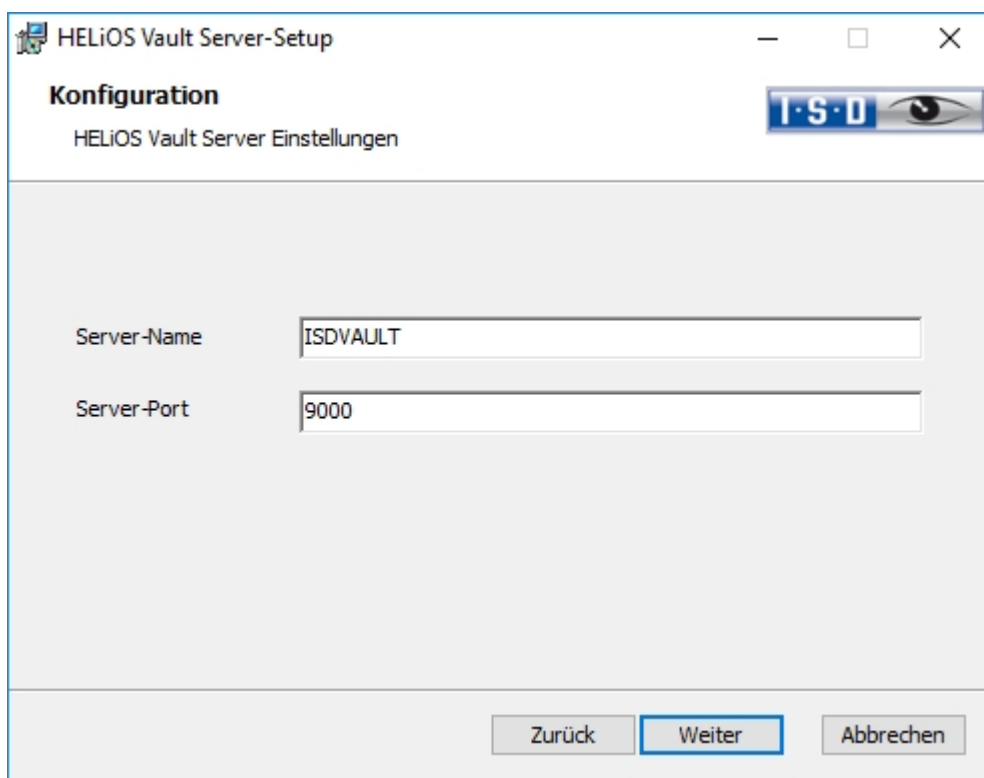 HELiOS Vault Server-Setup
Konfiguration
HELiOS Vault Server Einstellungen
I·S·D
Server-Name
ISDVAULT
Server-Port
9000
Zurück
Weiter
Abbrechen